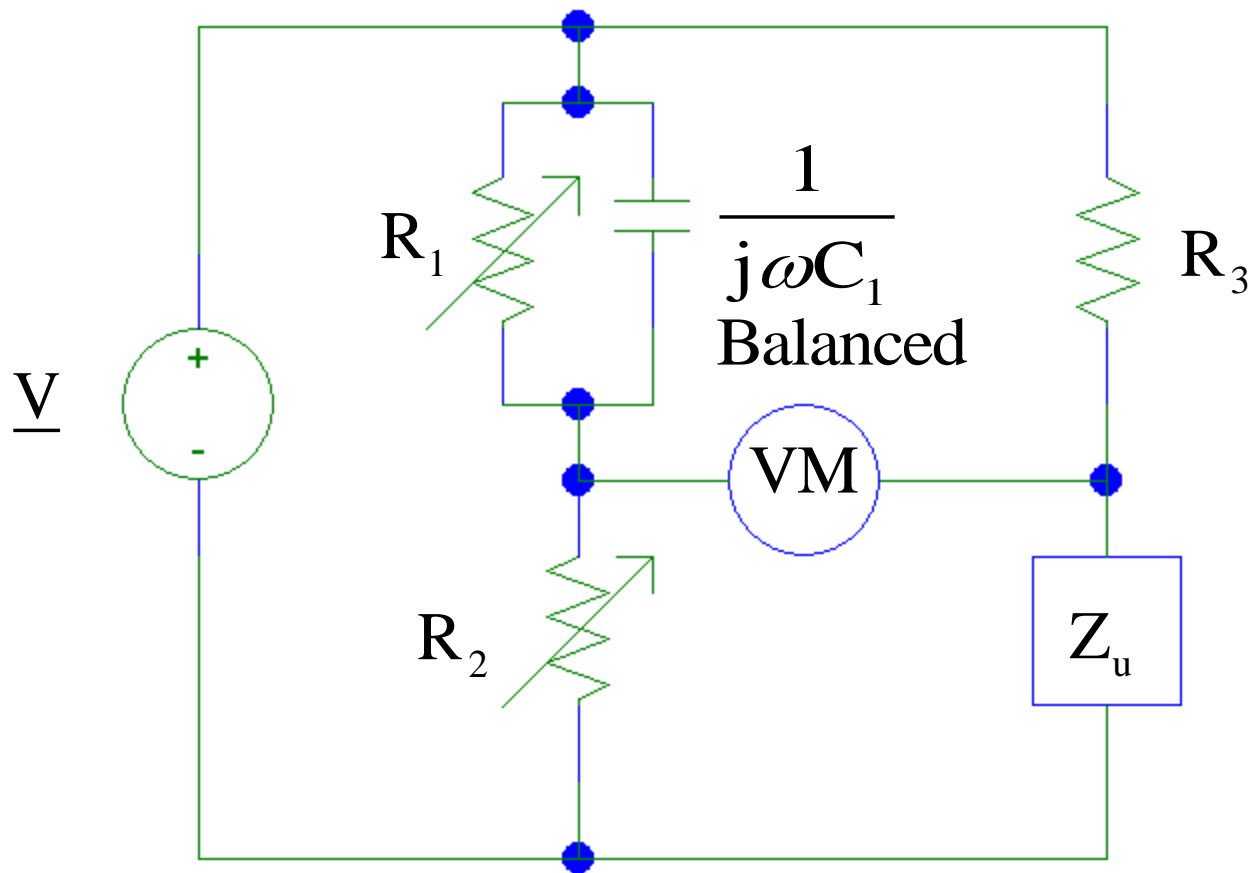 R₁
1
jωC₁
Balanced
R₃
+
V
-
VM
R₂
Zᵤ